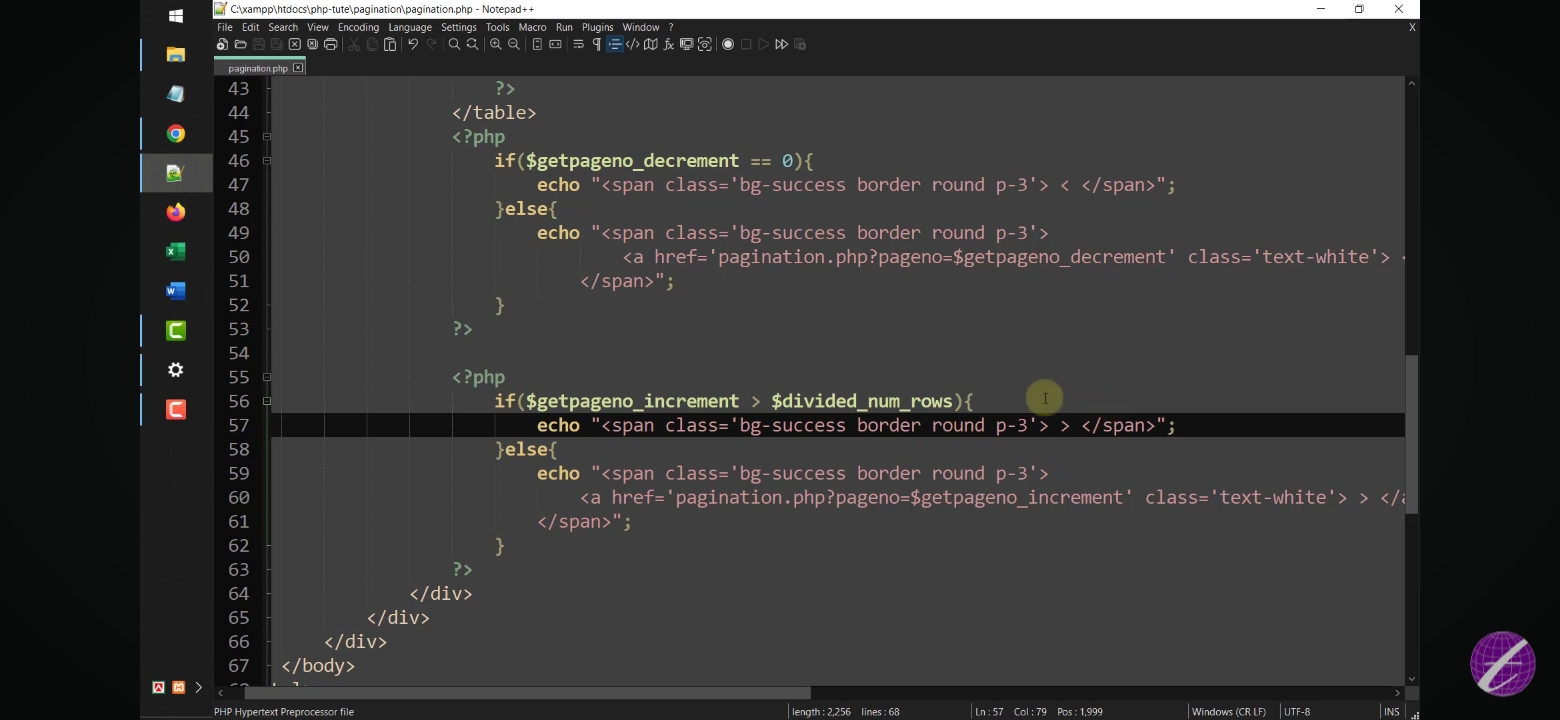 C:\xampp\htdocs\php-tute\pagination\pagination.php - Notepad++
File Edit Search View Encoding Language Settings Tools Macro Run Plugins Window ? X
pagination.php
43 ?>
44 </table>
45 <?php
46 if($getpageno_decrement == 0){
47 echo "<span class='bg-success border round p-3'> < </span>";
48 }else{
49 echo "<span class='bg-success border round p-3'>
50 <a href='pagination.php?pageno=$getpageno_decrement' class='text-white'> <
51 </span>";
52 }
53 ?>
54
55 <?php
56 if($getpageno_increment > $divided_num_rows){
57 echo "<span class='bg-success border round p-3'> > </span>";
58 }else{
59 echo "<span class='bg-success border round p-3'>
60 <a href='pagination.php?pageno=$getpageno_increment' class='text-white'> > </a
61 </span>";
62 }
63 ?>
64 </div>
65 </div>
66 </div>
67 </body>
PHP Hypertext Preprocessor file length : 2,256 lines : 68 Ln : 57 Col : 79 Pos : 1,999 Windows (CR LF) UTF-8 INS